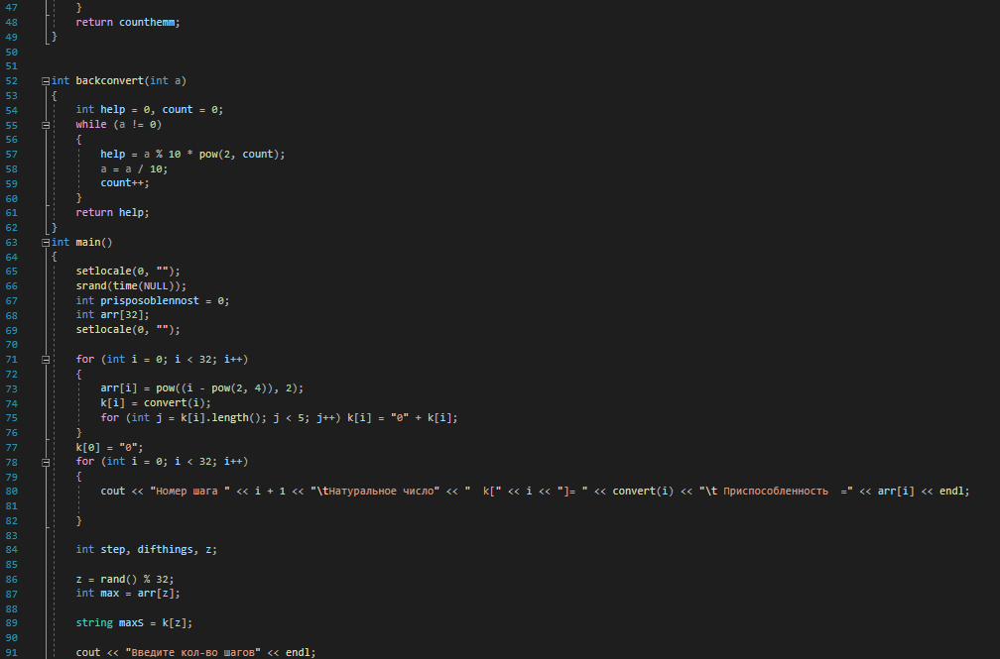 47 }
48 return counthemm;
49 }
50
51
52 int backconvert(int a)
53 {
54 int help = 0, count = 0;
55 while (a != 0)
56 {
57 help = a % 10 * pow(2, count);
58 a = a / 10;
59 count++;
60 }
61 return help;
62 }
63 int main()
64 {
65 setlocale(0, "");
66 srand(time(NULL));
67 int prisposoblennost = 0;
68 int arr[32];
69 setlocale(0, "");
70
71 for (int i = 0; i < 32; i++)
72 {
73 arr[i] = pow((i - pow(2, 4)), 2);
74 k[i] = convert(i);
75 for (int j = k[i].length(); j < 5; j++) k[i] = "0" + k[i];
76 }
77 k[0] = "0";
78 for (int i = 0; i < 32; i++)
79 {
80 cout << "Номер шага " << i + 1 << "\tНатуральное число" << "  k[" << i << "]= " << convert(i) << "\t Приспособленность  =" << arr[i] << endl;
81
82 }
83
84 int step, difthings, z;
85
86 z = rand() % 32;
87 int max = arr[z];
88
89 string maxS = k[z];
90
91 cout << "Введите кол-во шагов" << endl;